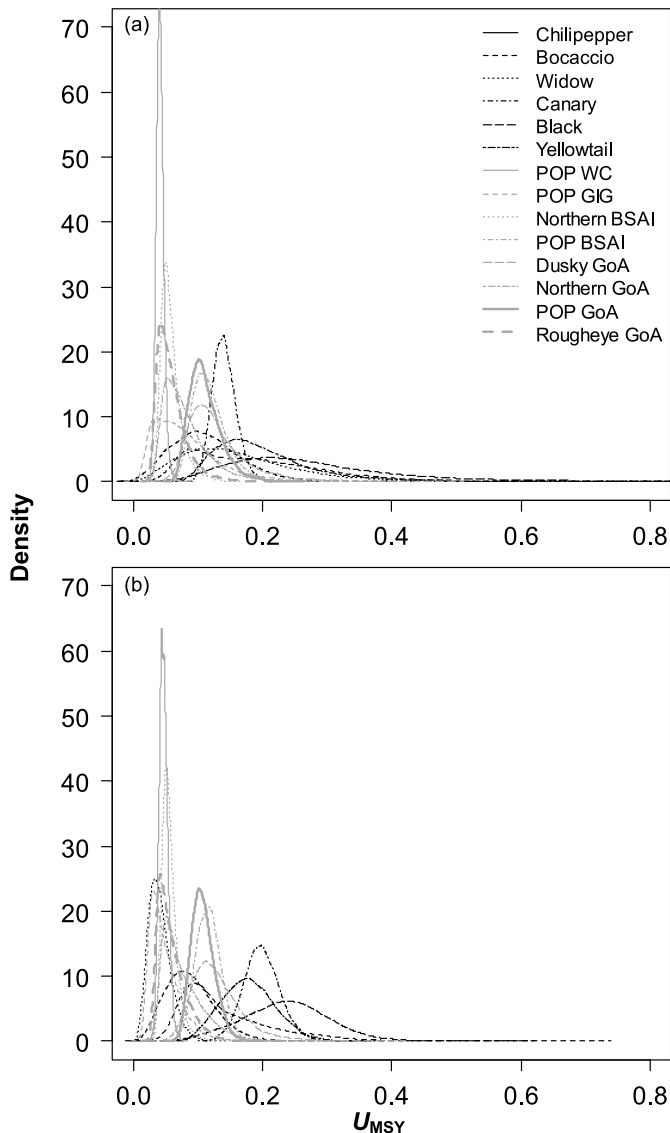 (a)
Chilipepper
Bocaccio
Widow
Canary
Black
Yellowtail
POP WC
POP GIG
Northern BSAI
POP BSAI
Dusky GoA
Northern GoA
POP GoA
Rougheye GoA
70
60
50
40
30
20
10
0
0.0 0.2 0.4 0.6 0.8
Density
(b)
70
60
50
40
30
20
10
0
0.0 0.2 0.4 0.6 0.8
UMSY